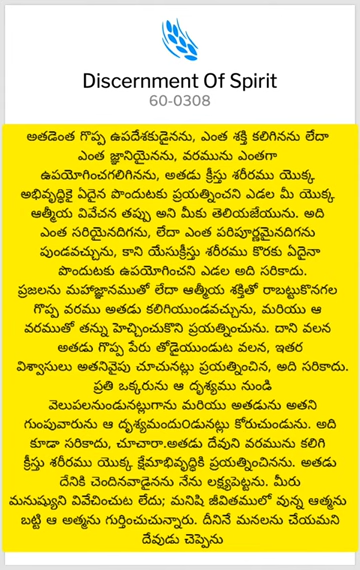 Discernment Of Spirit
60-0308
అతడెంత గొప్ప ఉపదేశకుడైనను, ఎంత శక్తి కలిగినను లేదా
ఎంత జ్ఞానియైనను, వరమును ఎంతగా
ఉపయోగించగలిగినను, అతడు క్రీస్తు శరీరము యొక్క
అభివృద్ధికై ఏదైన పొందుటకు ప్రయత్నించని ఎడల మీ యొక్క
ఆత్మీయ వివేచన తప్పు అని మీకు తెలియజేయును. అది
ఎంత సరియైనదిగను, లేదా ఎంత పరిపూర్ణమైనదిగను
పుండవచ్చును, కాని యేసుక్రీస్తు శరీరము కొరకు ఏదైనా
పొందుటకు ఉపయోగించని ఎడల అది సరికాదు.
ప్రజలను మహాజ్ఞానముతో లేదా ఆత్మీయ శక్తితో రాబట్టుకొనగల
గొప్ప వరము అతడు కలిగియుండవచ్చును, మరియు ఆ
వరముతో తన్ను హెచ్చించుకొని ప్రయత్నించును. దాని వలన
అతడు గొప్ప పేరు తోడైయుండుట వలన, ఇతర
విశ్వాసులు అతనివైపు చూచునట్లు ప్రయత్నించిన, అది సరికాదు.
ప్రతి ఒక్కరును ఆ దృశ్యము నుండి
వెలుపలనుండునట్లుగాను మరియు అతడును అతని
గుంపువారును ఆ దృశ్యమందురిడునట్లు కోరుచుండును. అది
కూడా సరికాదు, చూచారా.అతడు దేవుని వరమును కలిగి
క్రీస్తు శరీరము యొక్క క్షేమాభివృద్ధికి ప్రయత్నించినను. అతడు
దేనికి చెందినవాడైనను నేను లక్ష్యపెట్టను. మీరు
మనుష్యుని వివేచించుట లేదు; మనిషి జీవితములో వున్న ఆత్మను
బట్టి ఆ అత్మను గుర్తించుచున్నారు. దీనినే మనలను చేయమని
దేవుడు చెప్పెను